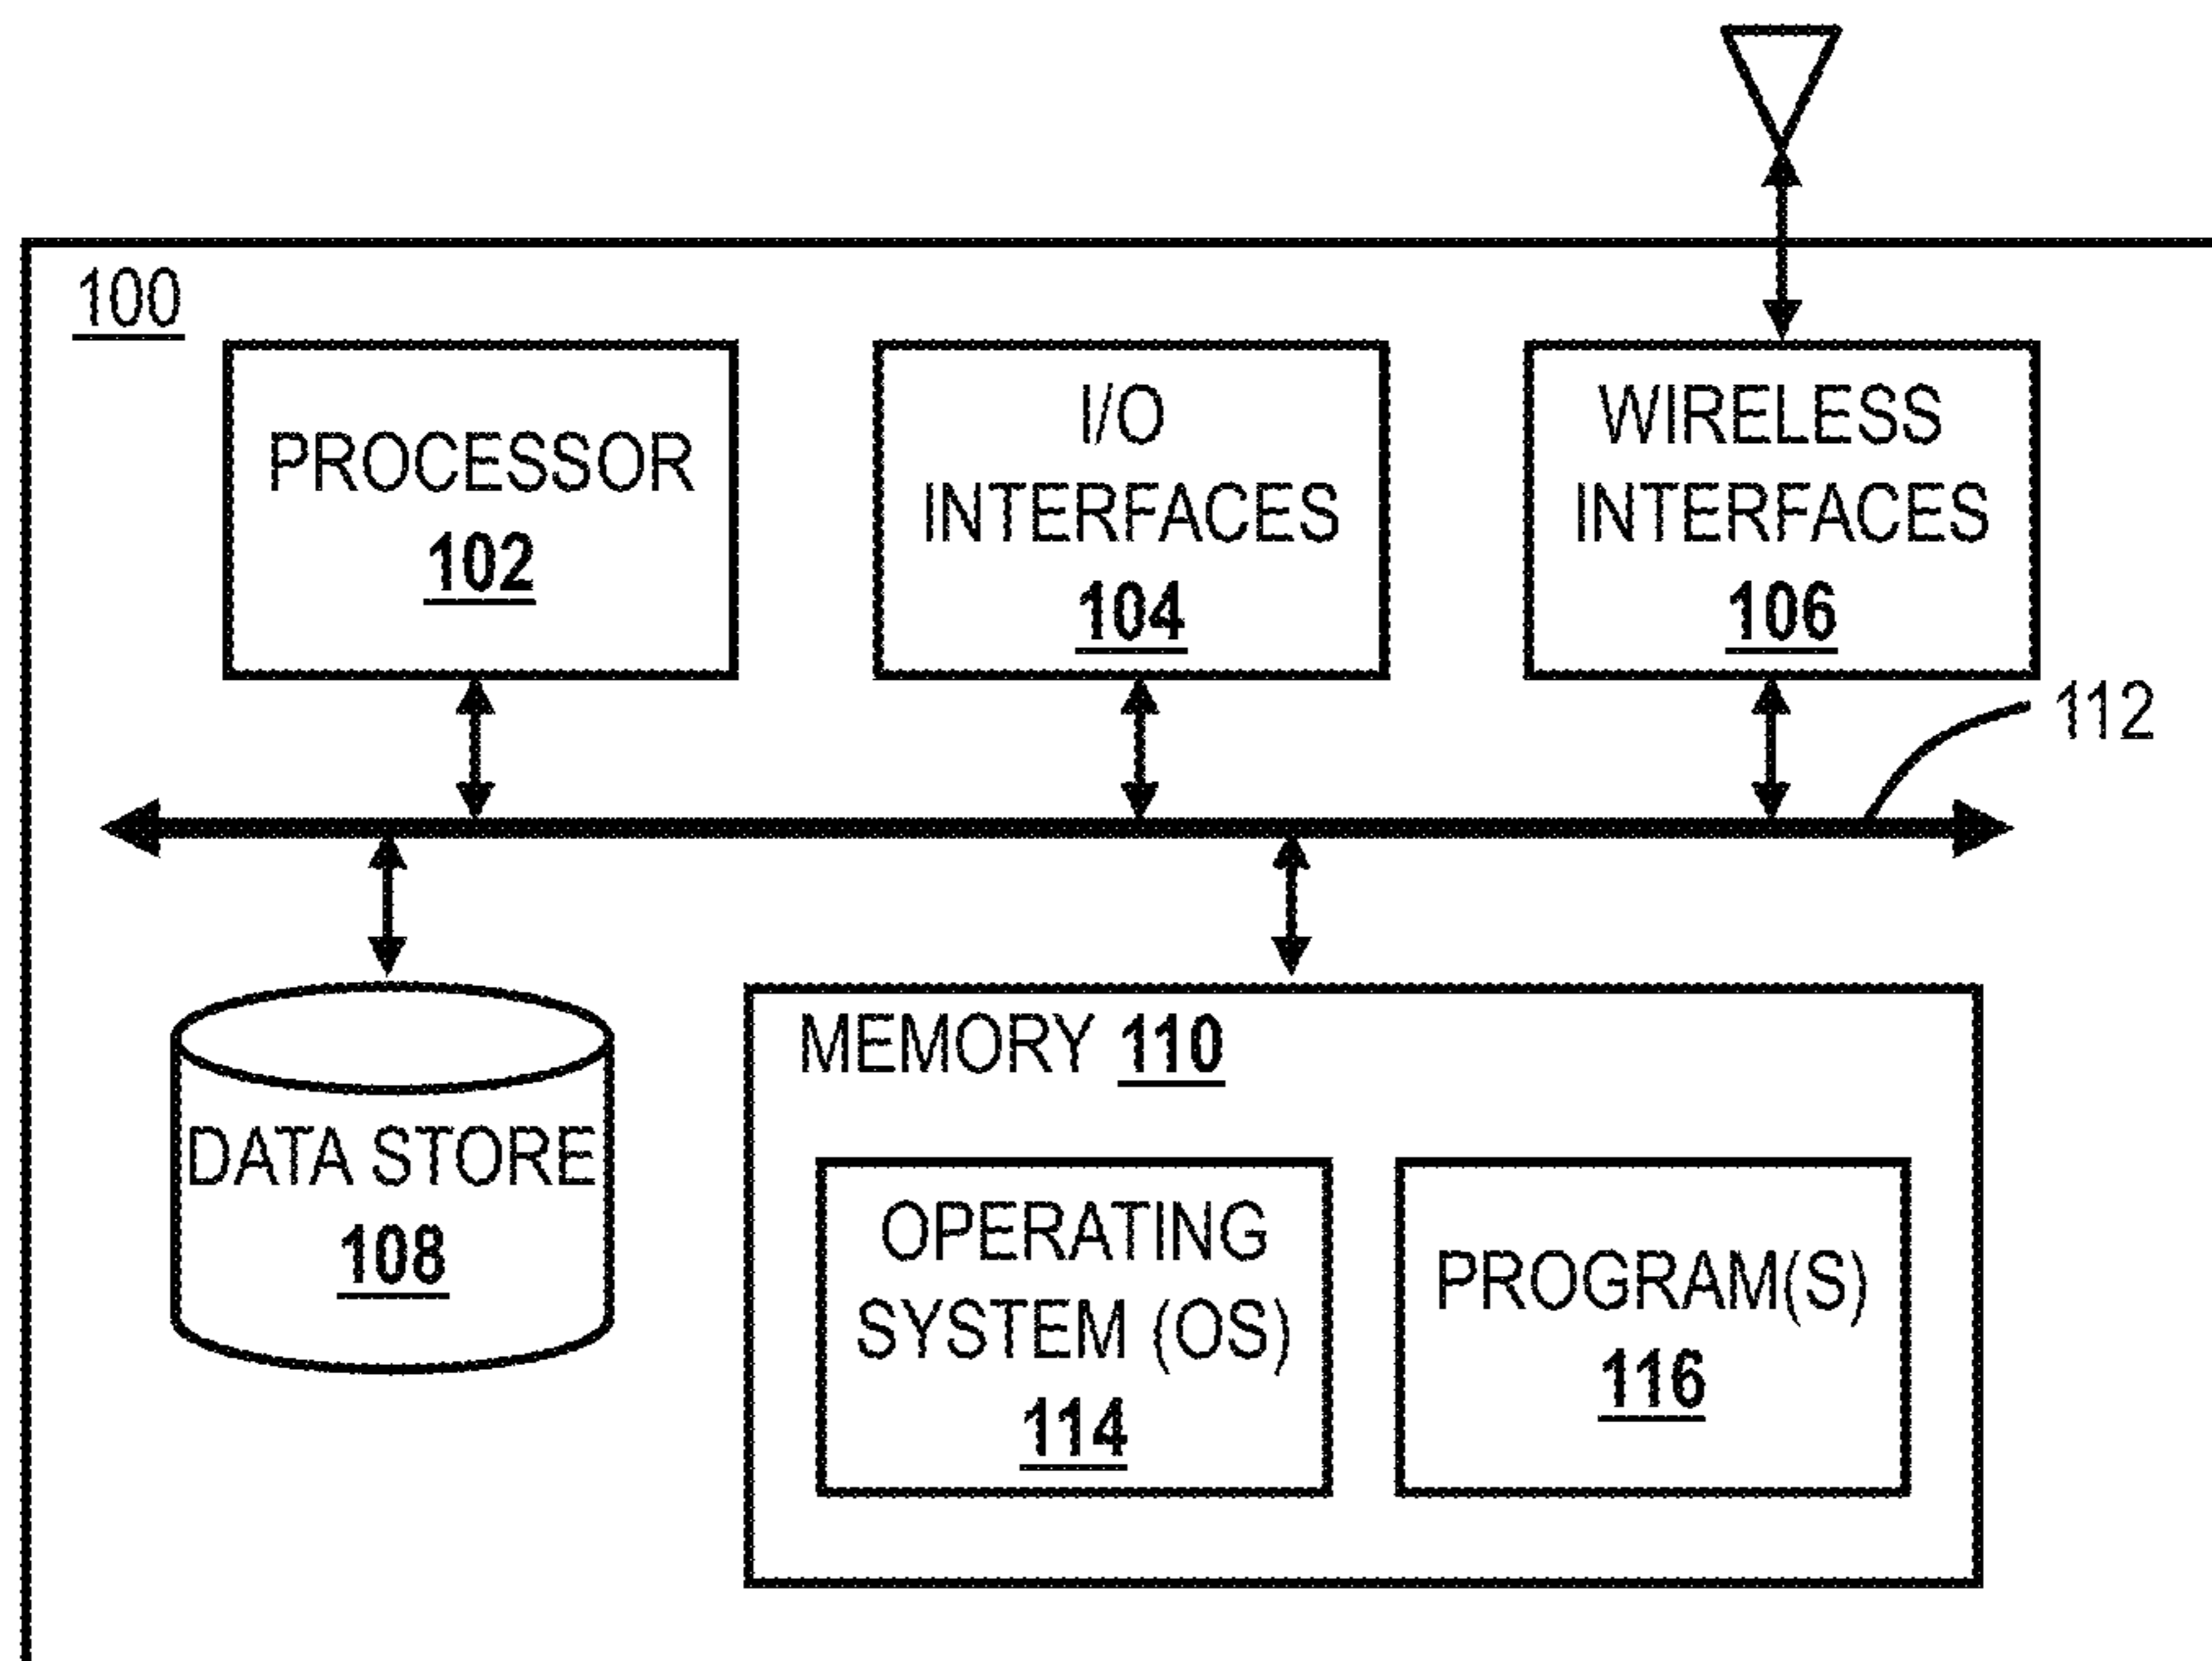 100
PROCESSOR
102
I/O
INTERFACES
104
WIRELESS
INTERFACES
106
112
DATA STORE
108
MEMORY 110
OPERATING
SYSTEM (OS)
114
PROGRAM(S)
116